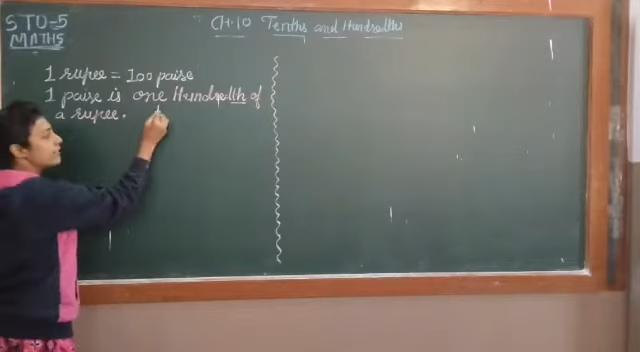 STD-5
MATHS
CH.10 Tenths and Hundredths
1 rupee = 100 paise
1 paise is one Hundredth of
a rupee.